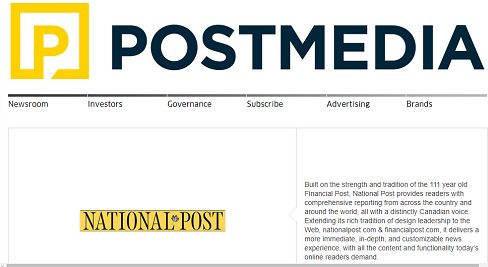 P POSTMEDIA
Newsroom Investors Governance Subscribe Advertising Brands
NATIONAL POST
Built on the strength and tradition of the 111 year old
Financial Post, National Post provides readers with
comprehensive reporting from across the country and
around the world, all with a distinctly Canadian voice.
Extending its rich tradition of design leadership to the
Web, nationalpost.com & financialpost.com, it delivers a
more immediate, in-depth, and customizable news
experience, with all the content and functionality today's
online readers demand.